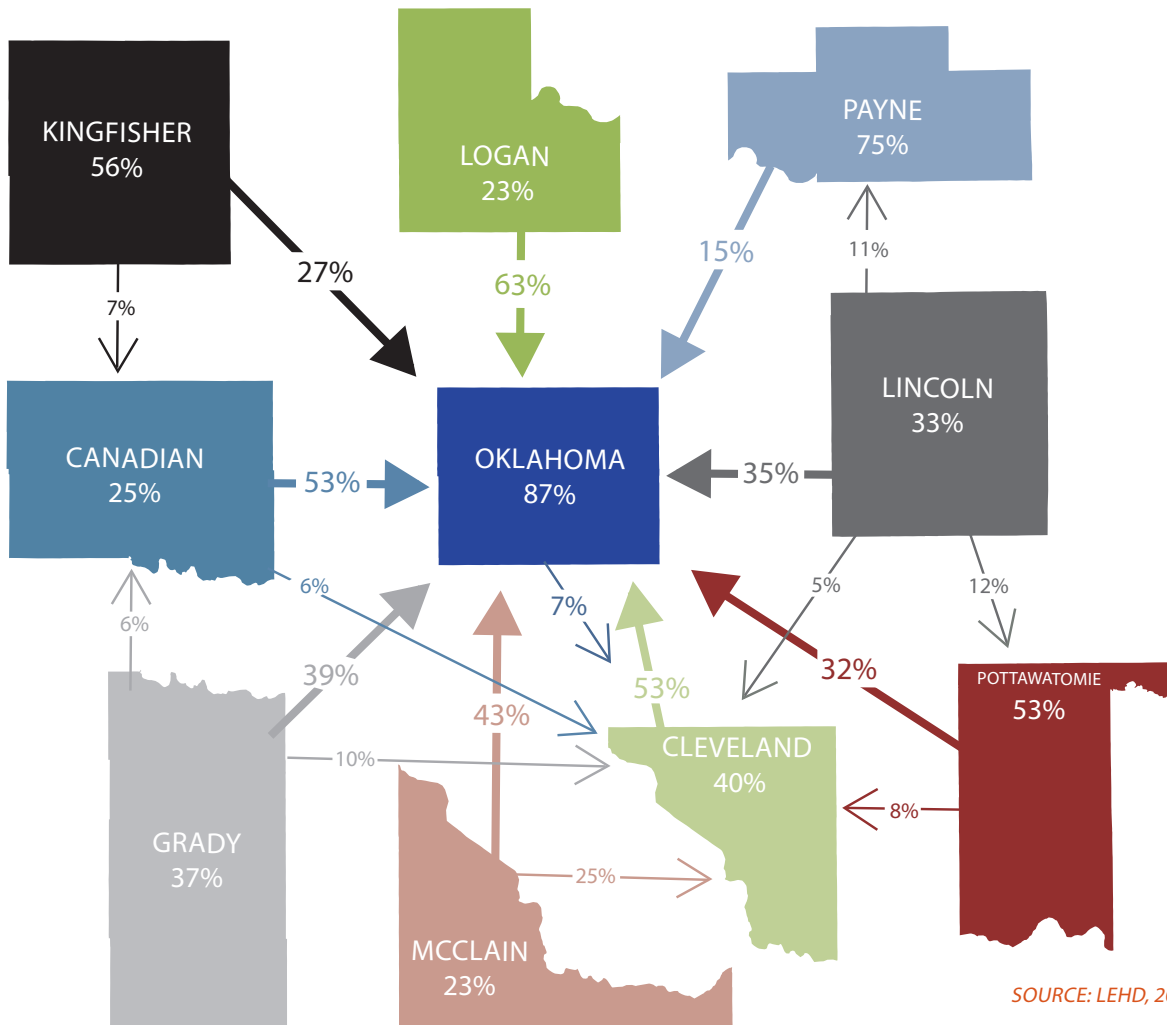 KINGFISHER
56%
LOGAN
23%
PAYNE
75%
27%
63%
15%
11%
7%
CANADIAN
25%
53%
OKLAHOMA
87%
35%
LINCOLN
33%
6%
7%
5%
12%
6%
39%
43%
53%
32%
POTTAWATOMIE
53%
10%
CLEVELAND
40%
8%
GRADY
37%
25%
MCCLAIN
23%
SOURCE: LEHD,